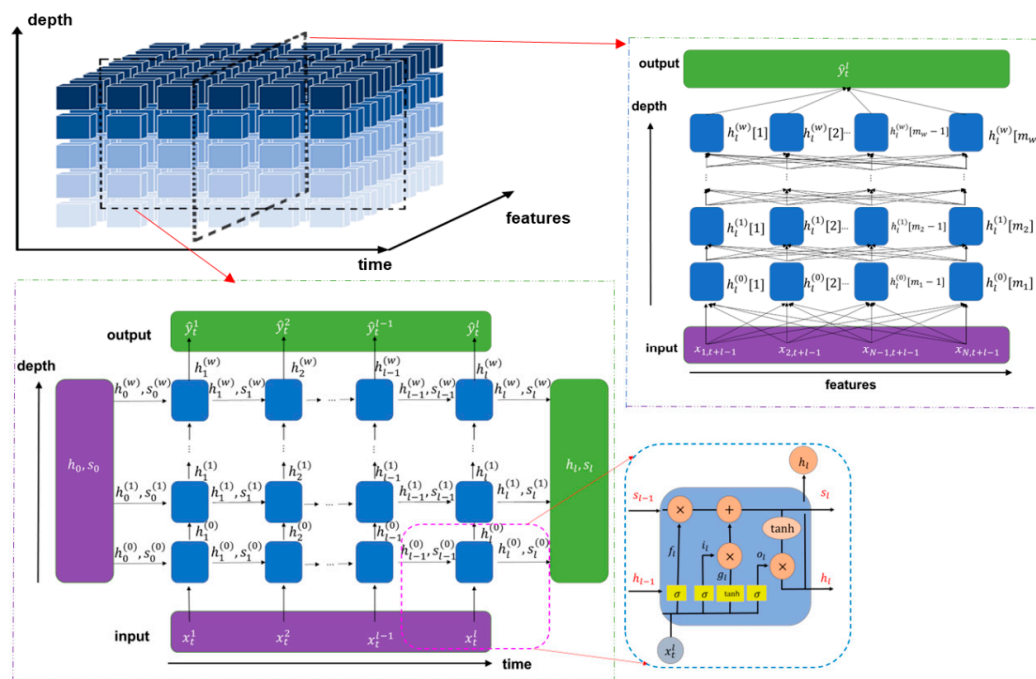 depth
features
time
output
ŷ_t^l
depth
h_l^(w)[1] h_l^(w)[2]... h_l^(w)[m_w − 1] h_l^(w)[m_w]
⋮ ⋮
h_l^(1)[1] h_l^(1)[2]... h_l^(1)[m_2 − 1] h_l^(1)[m_2]
h_l^(0)[1] h_l^(0)[2]... h_l^(0)[m_1 − 1] h_l^(0)[m_1]
input x_{1,t+l−1} x_{2,t+l−1} x_{N−1,t+l−1} x_{N,t+l−1}
features
output ŷ_t^1 ŷ_t^2 ŷ_t^{l−1} ŷ_t^l
depth
h_1^(w) h_2^(w) h_{l−1}^(w) h_l^(w)
h_0^(w), s_0^(w) h_1^(w), s_1^(w) ... h_{l−1}^(w), s_{l−1}^(w) h_l^(w), s_l^(w)
⋮ ⋮ ⋮ ⋮
h_0, s_0 h_l, s_l
h_1^(1) h_2^(1) h_{l−1}^(1) h_l^(1)
h_0^(1), s_0^(1) h_1^(1), s_1^(1) ... ... h_{l−1}^(1), s_{l−1}^(1) h_l^(1), s_l^(1)
h_1^(0) h_2^(0) h_{l−1}^(0) h_l^(0)
h_0^(0), s_0^(0) h_1^(0), s_1^(0) ... ... h_{l−1}^(0), s_{l−1}^(0) h_l^(0), s_l^(0)
input x_t^1 x_t^2 x_t^{l−1} x_t^l
time
h_l
s_{l−1} × + s_l
tanh
f_l i_l × o_l ×
g_l
h_{l−1} h_l
σ σ tanh σ
x_t^l